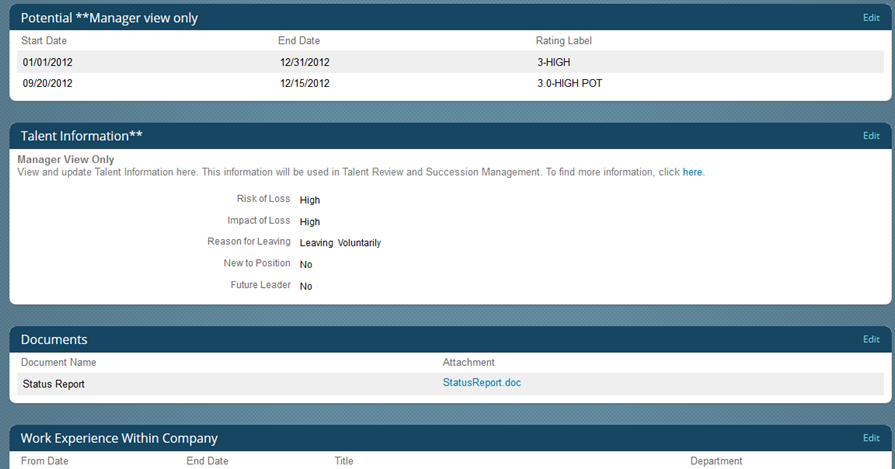 Potential **Manager view only Edit
Start Date End Date Rating Label
01/01/2012 12/31/2012 3-HIGH
09/20/2012 12/15/2012 3.0-HIGH POT
Talent Information** Edit
Manager View Only
View and update Talent Information here. This information will be used in Talent Review and Succession Management. To find more information, click here.
Risk of Loss High
Impact of Loss High
Reason for Leaving Leaving Voluntarily
New to Position No
Future Leader No
Documents Edit
Document Name Attachment
Status Report StatusReport.doc
Work Experience Within Company Edit
From Date End Date Title Department